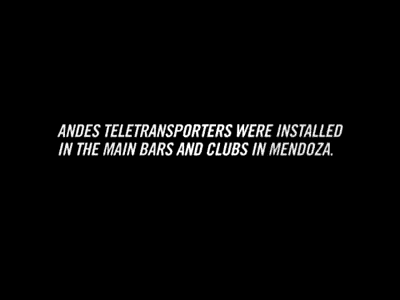 ANDES TELETRANSPORTERS WERE INSTALLED
IN THE MAIN BARS AND CLUBS IN MENDOZA.